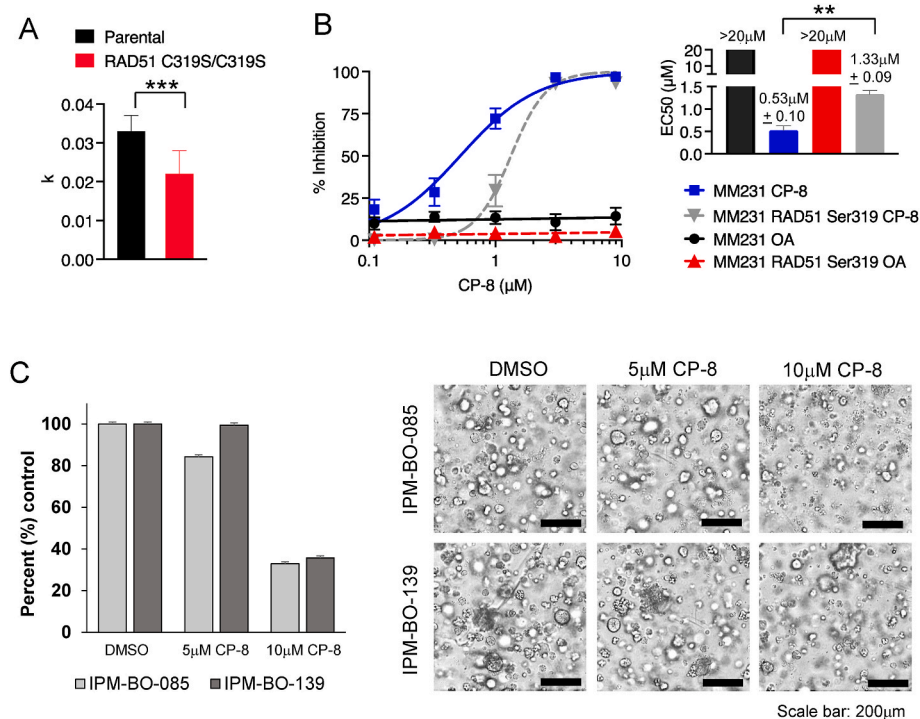 A
Parental
RAD51 C319S/C319S
***
0.04
0.03
0.02
0.01
0.00
k
B
100
75
50
25
0
% Inhibition
0.1
1
10
CP-8 (μM)
**
>20μM
>20μM
1.33μM
± 0.09
0.53μM
± 0.10
20
10
1.5
1.0
0.5
0.0
EC50 (μM)
MM231 CP-8
MM231 RAD51 Ser319 CP-8
MM231 OA
MM231 RAD51 Ser319 OA
C
Percent (%) control
100
80
60
40
20
0
DMSO
5μM CP-8
10μM CP-8
IPM-BO-085
IPM-BO-139
DMSO
5μM CP-8
10μM CP-8
IPM-BO-085
IPM-BO-139
Scale bar: 200μm